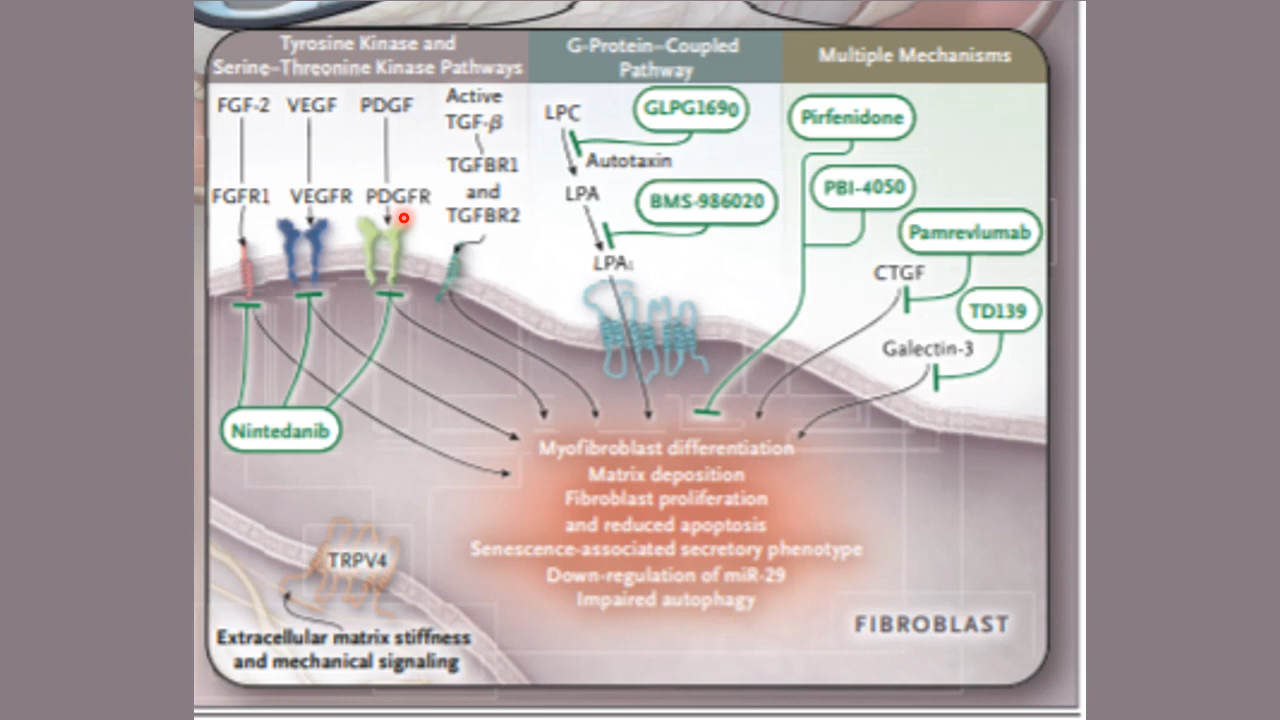 Tyrosine Kinase and
Serine–Threonine Kinase Pathways
G-Protein–Coupled
Pathway
Multiple Mechanisms
FGF-2
VEGF
PDGF
Active
TGF-β
TGFBR1
and
TGFBR2
FGFR1
VEGFR
PDGFR
LPC
GLPG1690
Autotaxin
LPA
BMS-986020
LPA₁
Pirfenidone
PBI-4050
Pamrevlumab
CTGF
TD139
Galectin-3
Nintedanib
Myofibroblast differentiation
Matrix deposition
Fibroblast proliferation
and reduced apoptosis
Senescence-associated secretory phenotype
Down-regulation of miR-29
Impaired autophagy
TRPV4
Extracellular matrix stiffness
and mechanical signaling
FIBROBLAST